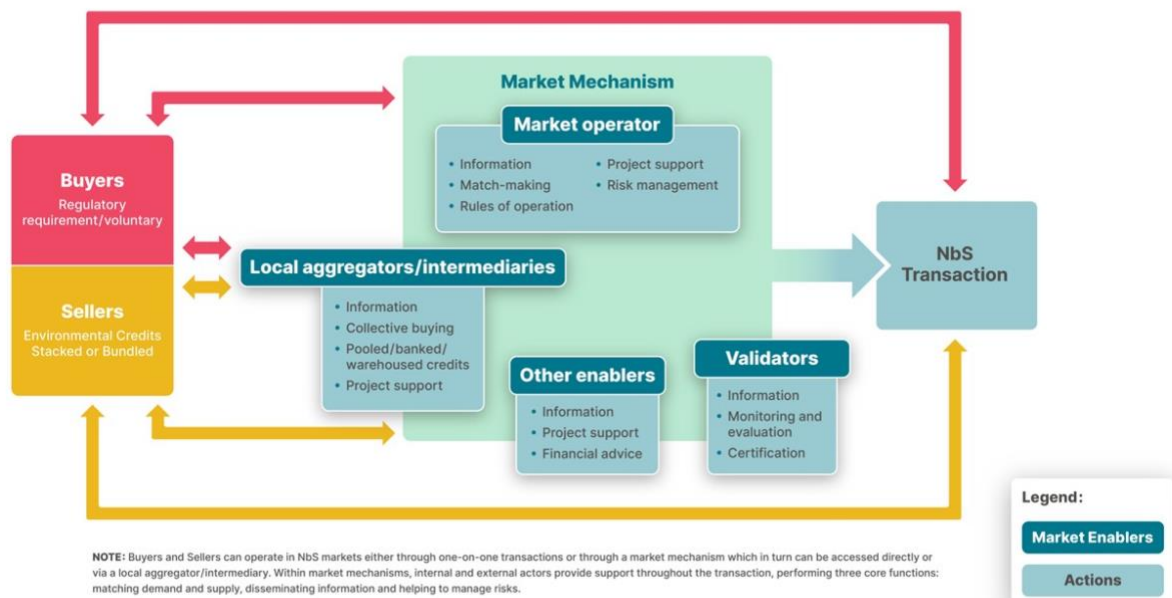 Market Mechanism
Market operator
• Information
• Match-making
• Rules of operation
• Project support
• Risk management
Buyers
Regulatory
requirement/voluntary
Sellers
Environmental Credits
Stacked or Bundled
Local aggregators/intermediaries
• Information
• Collective buying
• Pooled/banked/
warehoused credits
• Project support
Other enablers
• Information
• Project support
• Financial advice
Validators
• Information
• Monitoring and
evaluation
• Certification
NbS
Transaction
Legend:
Market Enablers
Actions
NOTE: Buyers and Sellers can operate in NbS markets either through one-on-one transactions or through a market mechanism which in turn can be accessed directly or
via a local aggregator/intermediary. Within market mechanisms, internal and external actors provide support throughout the transaction, performing three core functions:
matching demand and supply, disseminating information and helping to manage risks.